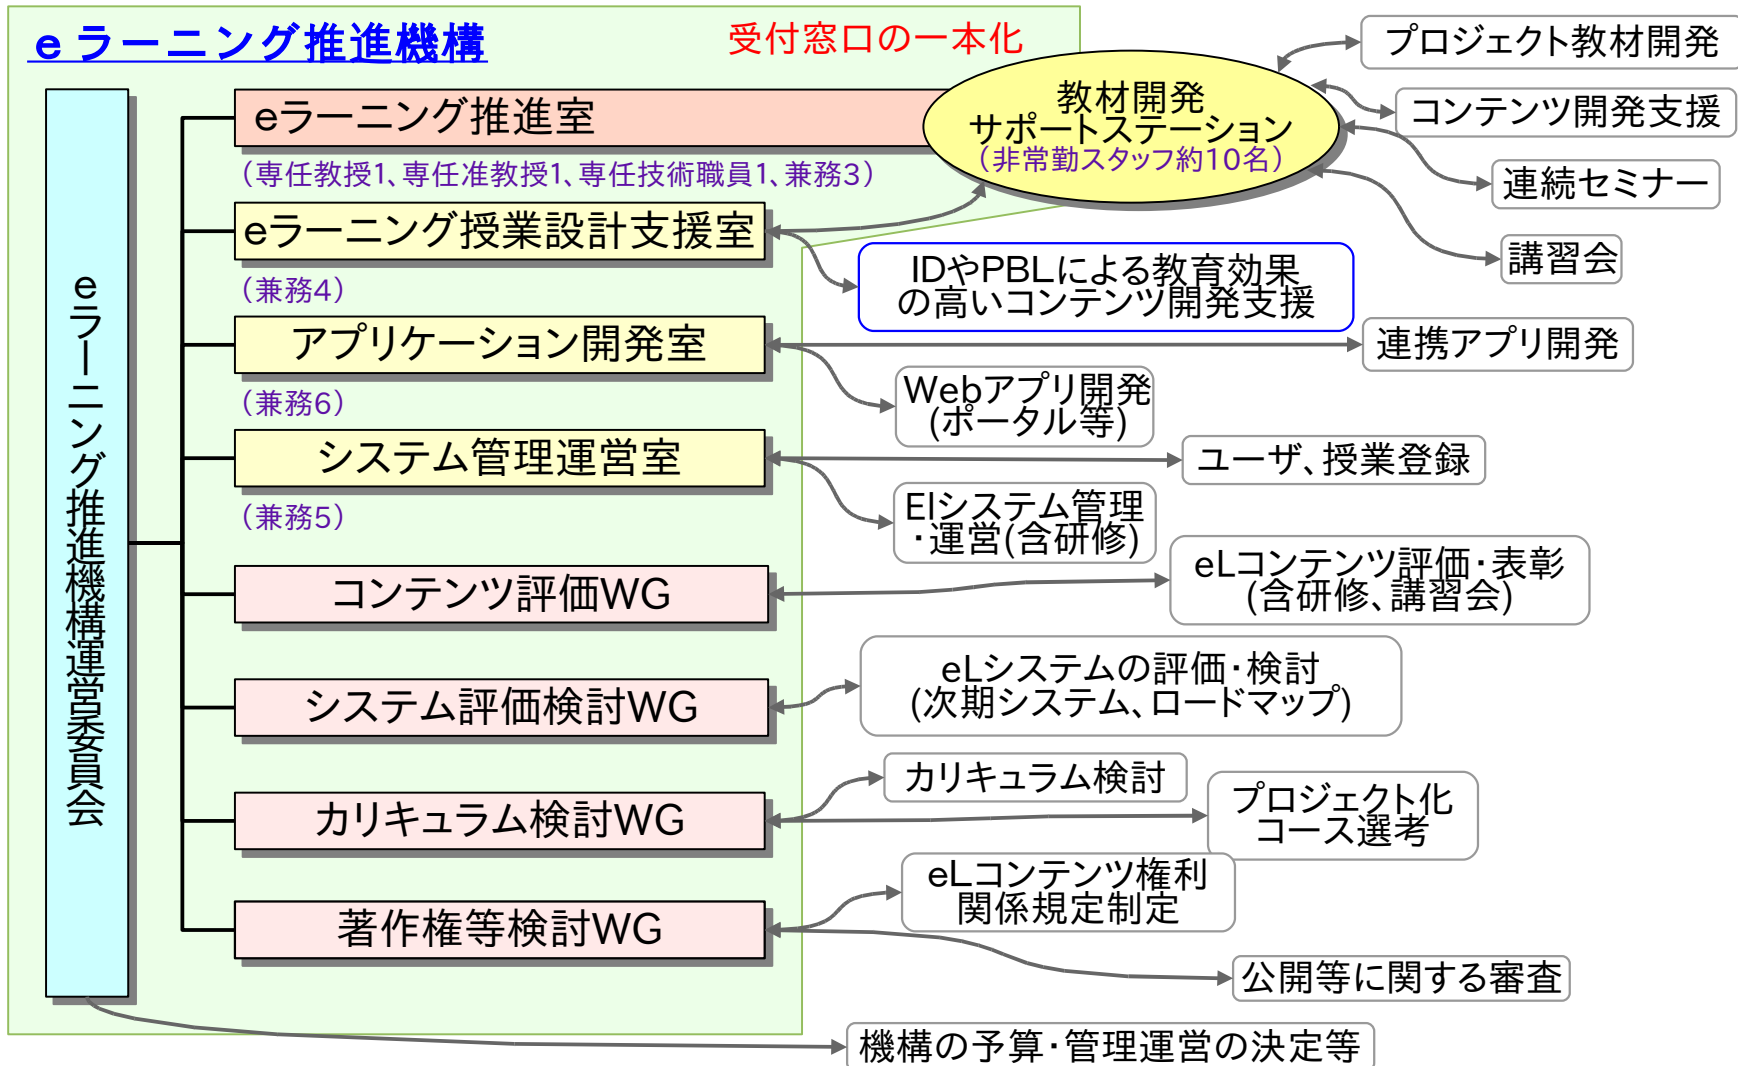 eラーニング推進機構
受付窓口の一本化
eラーニング推進機構運営委員会
eラーニング推進室
(専任教授1、専任准教授1、専任技術職員1、兼務3)
教材開発
サポートステーション
(非常勤スタッフ約10名)
プロジェクト教材開発
コンテンツ開発支援
連続セミナー
講習会
eラーニング授業設計支援室
(兼務4)
IDやPBLによる教育効果
の高いコンテンツ開発支援
アプリケーション開発室
(兼務6)
連携アプリ開発
Webアプリ開発
(ポータル等)
システム管理運営室
(兼務5)
ユーザ、授業登録
Elシステム管理
・運営(含研修)
コンテンツ評価WG
eLコンテンツ評価・表彰
(含研修、講習会)
システム評価検討WG
eLシステムの評価・検討
(次期システム、ロードマップ)
カリキュラム検討WG
カリキュラム検討
プロジェクト化
コース選考
著作権等検討WG
eLコンテンツ権利
関係規定制定
公開等に関する審査
機構の予算・管理運営の決定等